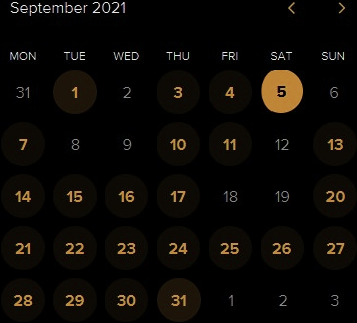 September 2021
MON TUE WED THU FRI SAT SUN
31 1 2 3 4 5 6
7 8 9 10 11 12 13
14 15 16 17 18 19 20
21 22 23 24 25 26 27
28 29 30 31 1 2 3